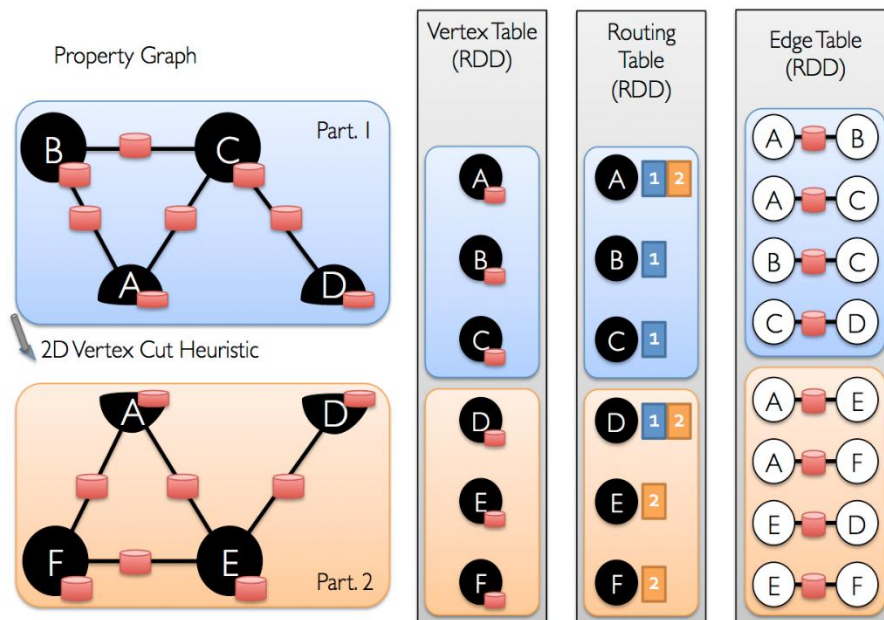 Property Graph
Part. 1
B
C
A
D
2D Vertex Cut Heuristic
A
D
F
E
Part. 2
Vertex Table
(RDD)
A
B
C
D
E
F
Routing
Table
(RDD)
A 1 2
B 1
C 1
D 1 2
E 2
F 2
Edge Table
(RDD)
A B
A C
B C
C D
A E
A F
E D
E F